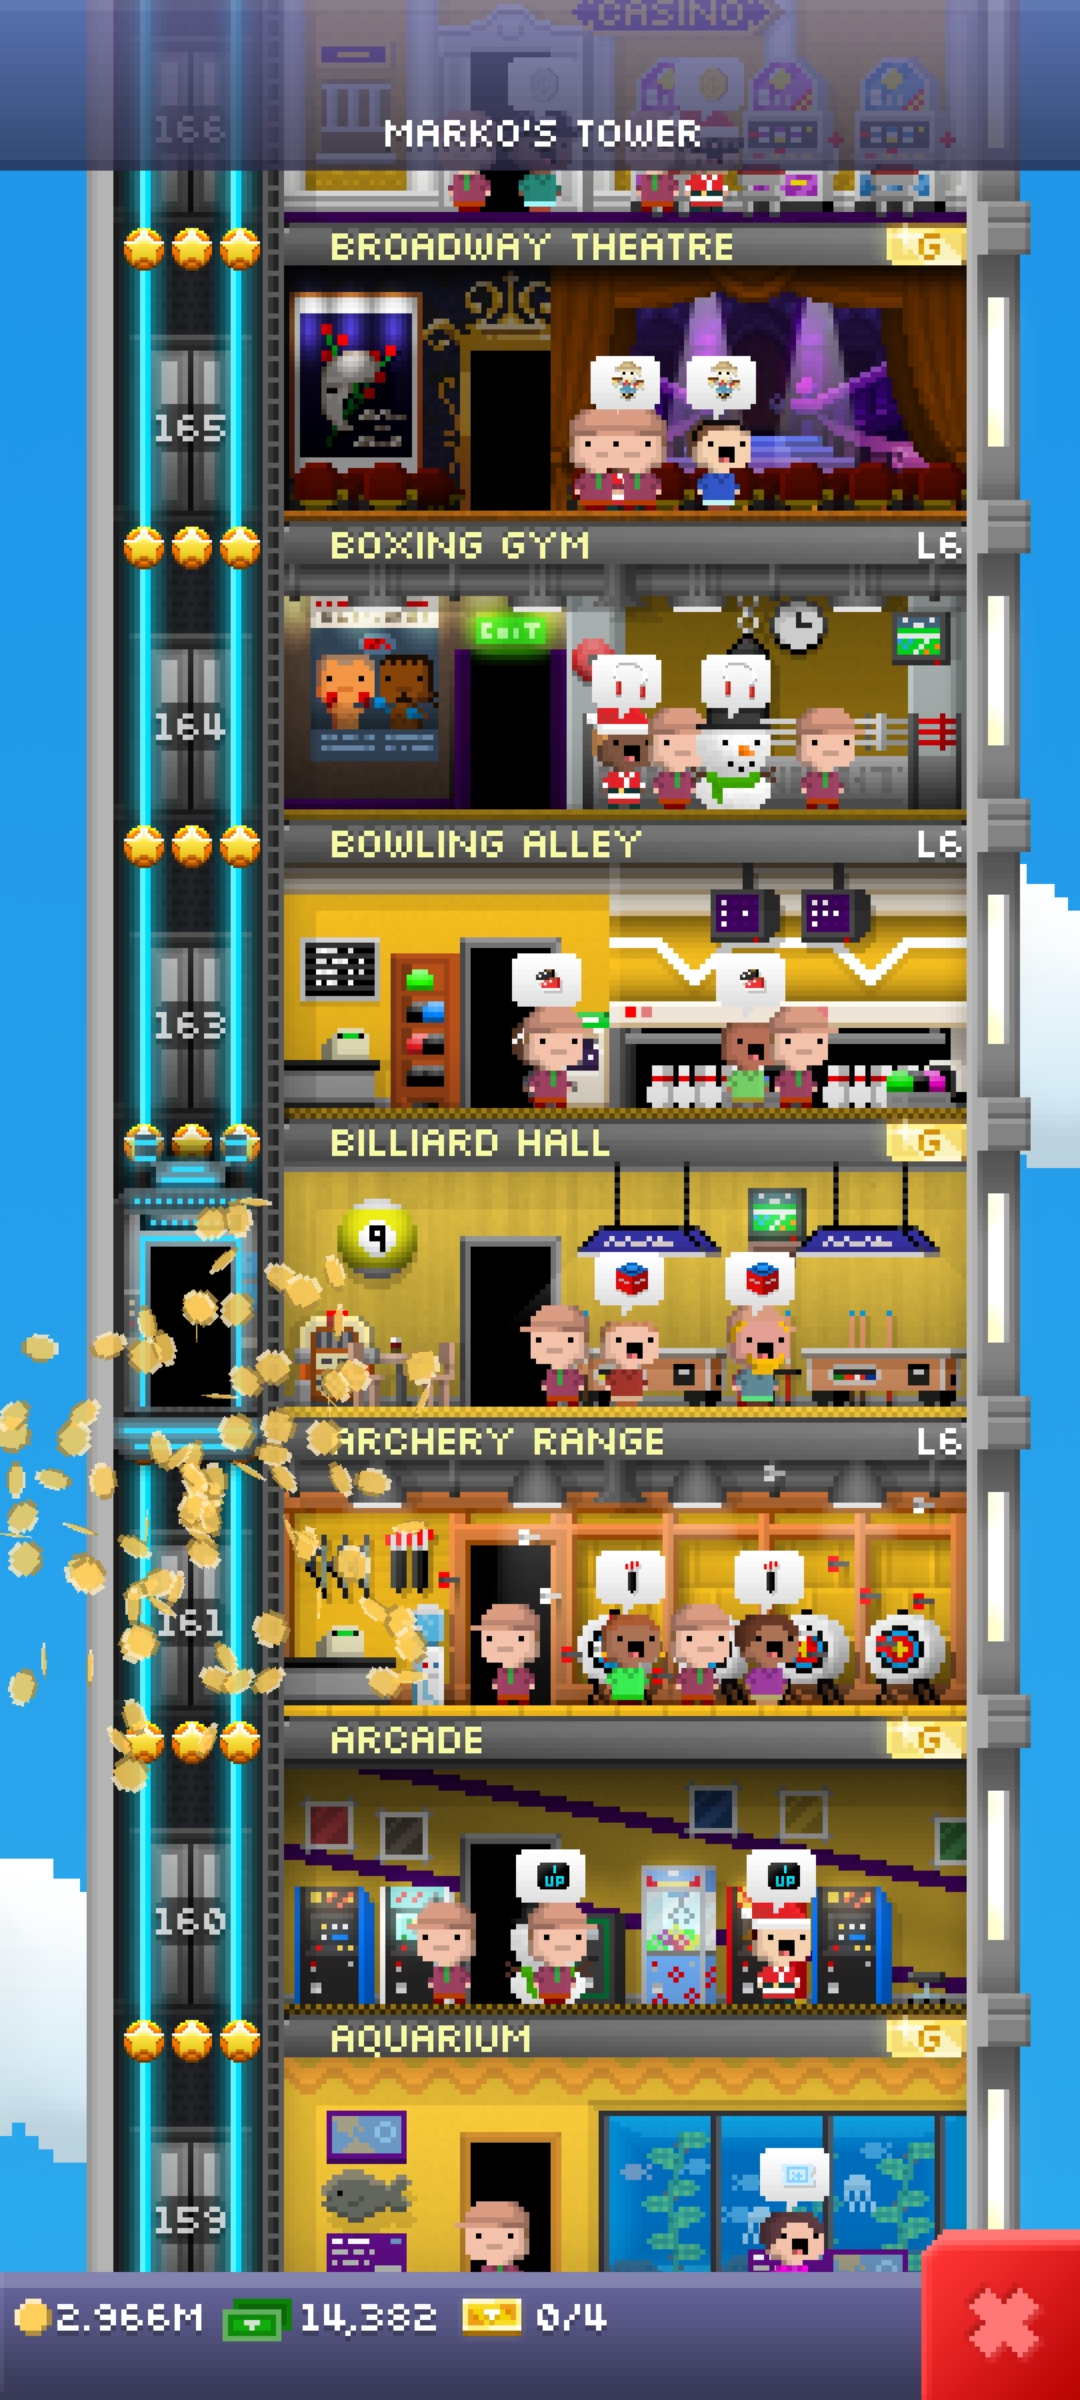 CASINO
166
MARKO'S TOWER
BROADWAY THEATRE G
165
BOXING GYM L6
EXIT
164
BOWLING ALLEY L6
163
BILLIARD HALL G
9
ARCHERY RANGE L6
161
ARCADE G
UP UP
160
AQUARIUM G
159
2.966M 14,382 0/4